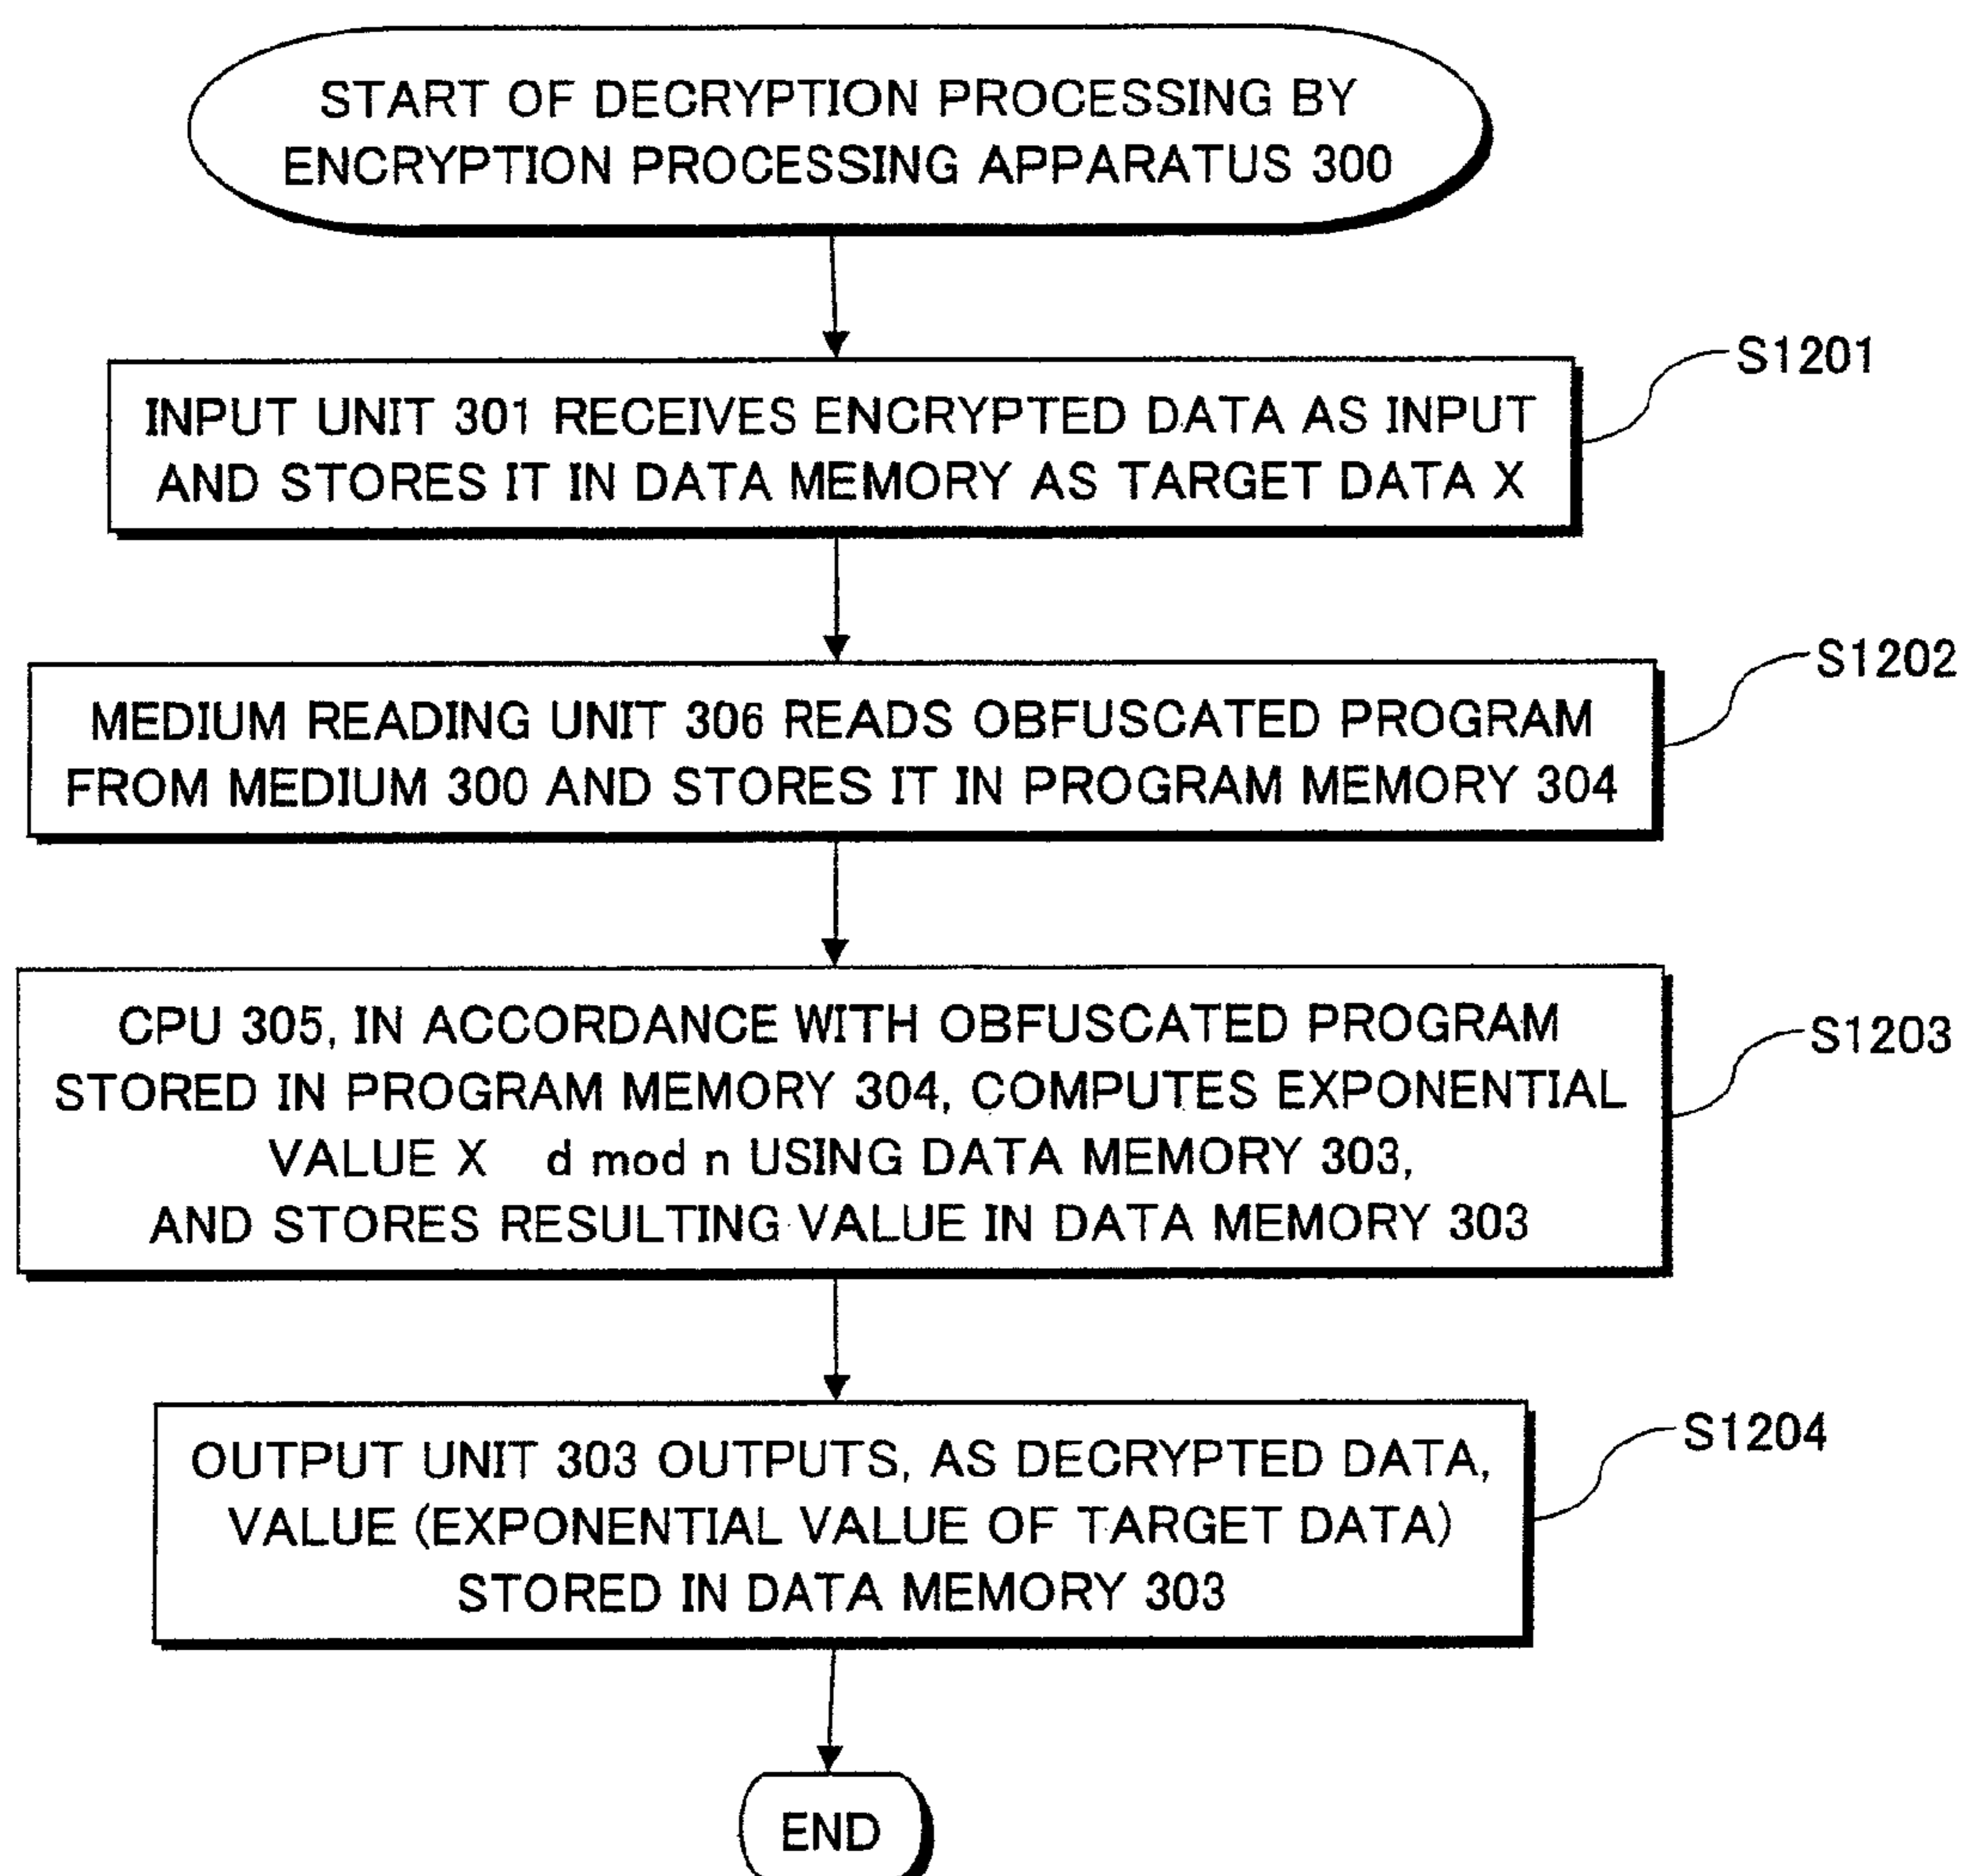 START OF DECRYPTION PROCESSING BY
ENCRYPTION PROCESSING APPARATUS 300
S1201
INPUT UNIT 301 RECEIVES ENCRYPTED DATA AS INPUT
AND STORES IT IN DATA MEMORY AS TARGET DATA X
S1202
MEDIUM READING UNIT 306 READS OBFUSCATED PROGRAM
FROM MEDIUM 300 AND STORES IT IN PROGRAM MEMORY 304
S1203
CPU 305, IN ACCORDANCE WITH OBFUSCATED PROGRAM
STORED IN PROGRAM MEMORY 304, COMPUTES EXPONENTIAL
VALUE X d mod n USING DATA MEMORY 303,
AND STORES RESULTING VALUE IN DATA MEMORY 303
S1204
OUTPUT UNIT 303 OUTPUTS, AS DECRYPTED DATA,
VALUE (EXPONENTIAL VALUE OF TARGET DATA)
STORED IN DATA MEMORY 303
END